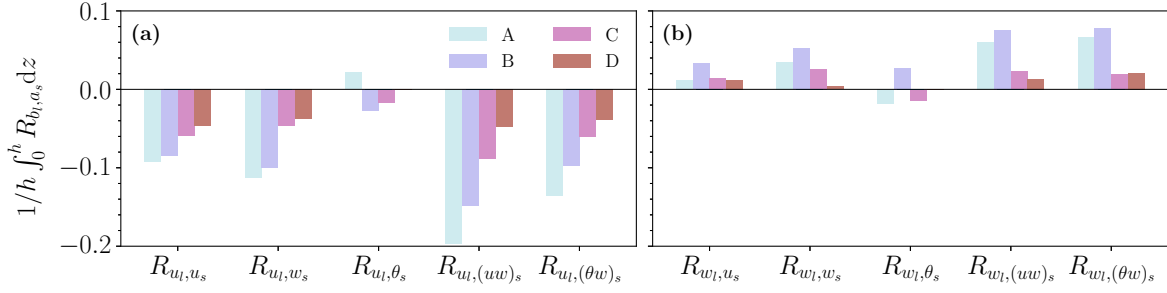 1/h ∫₀ʰ R_{b_l,a_s} dz
0.1
0.0
−0.1
−0.2
(a)
A
B
C
D
R_{u_l,u_s} R_{u_l,w_s} R_{u_l,θ_s} R_{u_l,(uw)_s} R_{u_l,(θw)_s}
(b)
R_{w_l,u_s} R_{w_l,w_s} R_{w_l,θ_s} R_{w_l,(uw)_s} R_{w_l,(θw)_s}